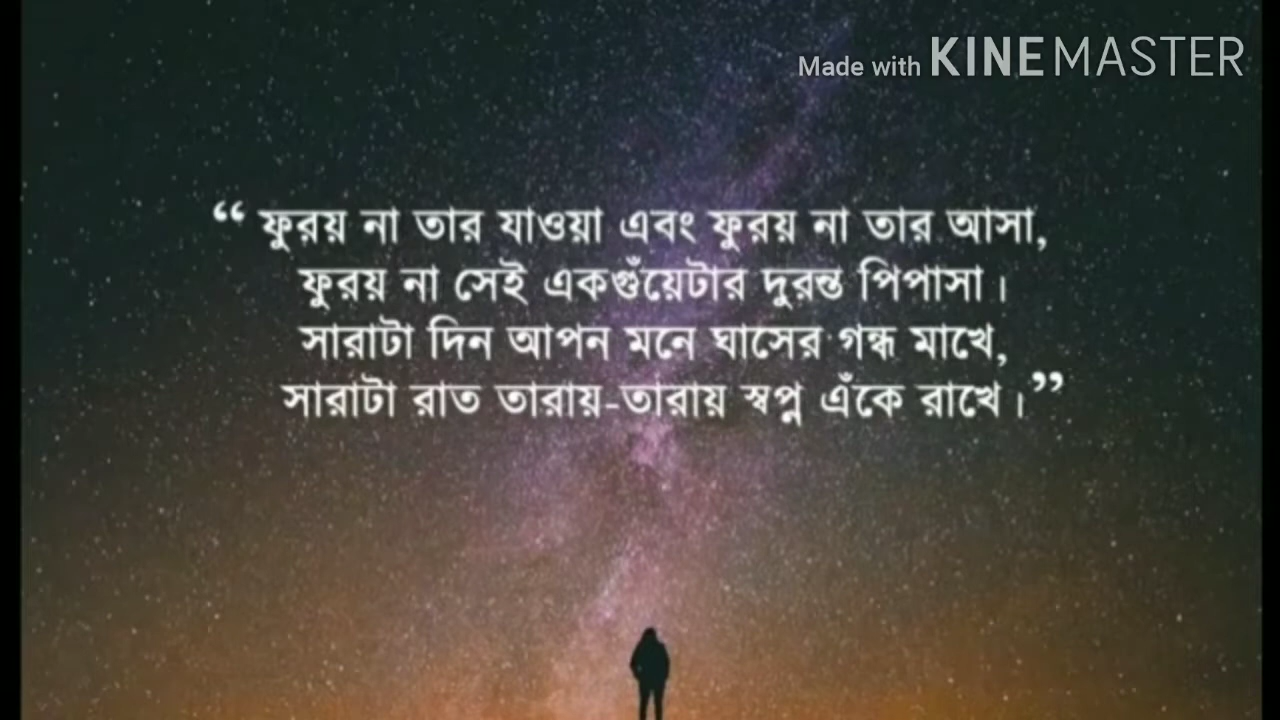 Made with KINEMASTER
“ ফুরয় না তার যাওয়া এবং ফুরয় না তার আসা,
ফুরয় না সেই একগুঁয়েটার দুরন্ত পিপাসা।
সারাটা দিন আপন মনে ঘাসের গন্ধ মাখে,
সারাটা রাত তারায়-তারায় স্বপ্ন এঁকে রাখে। ”